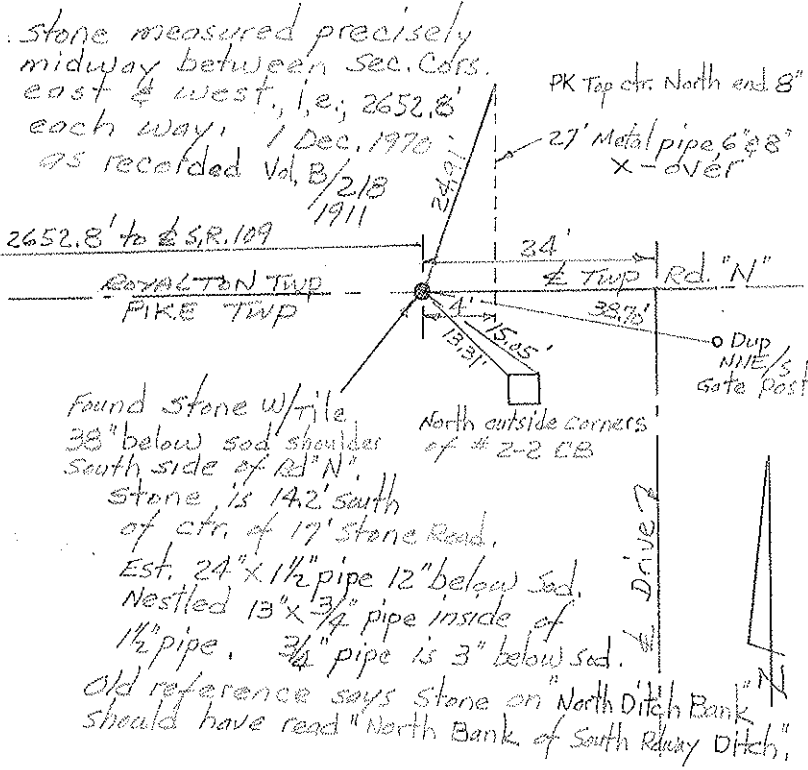 stone measured precisely
midway between Sec. Cors.
east & west., i.e., 2652.8'
each way. 1 Dec. 1970
as recorded Vol. B/218
1911
PK Top ctr. North end 8"
27' Metal pipe 6"&8"
X-over
24.91
2652.8' to ℄ S.R. 109
34'
℄ Twp Rd. "N"
ROYALTON TWP
PIKE TWP
4'
38.76'
15.05'
13.31'
Dup
NNE/S
Gate Post
Found Stone W/Tile
38" below sod shoulder
South side of Rd "N".
Stone is 14.2' south
of ctr. of 17' Stone Road.
North outside corners
of #2-2 CB
Est. 24" X 1½" pipe 12" below sod.
Nestled 13" X ¾" pipe inside of
1½" pipe. ¾" pipe is 3" below sod.
℄ Drive
N
Old reference says Stone on "North Ditch Bank"
should have read "North Bank of South Rdway Ditch".